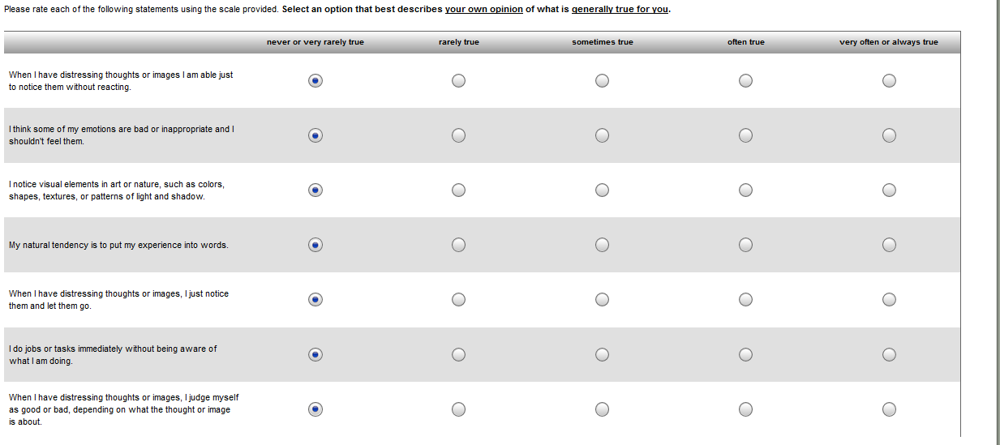 Please rate each of the following statements using the scale provided. Select an option that best describes your own opinion of what is generally true for you.
never or very rarely true rarely true sometimes true often true very often or always true
When I have distressing thoughts or images I am able just
to notice them without reacting.
I think some of my emotions are bad or inappropriate and I
shouldn't feel them.
I notice visual elements in art or nature, such as colors,
shapes, textures, or patterns of light and shadow.
My natural tendency is to put my experience into words.
When I have distressing thoughts or images, I just notice
them and let them go.
I do jobs or tasks immediately without being aware of
what I am doing.
When I have distressing thoughts or images, I judge myself
as good or bad, depending on what the thought or image
is about.